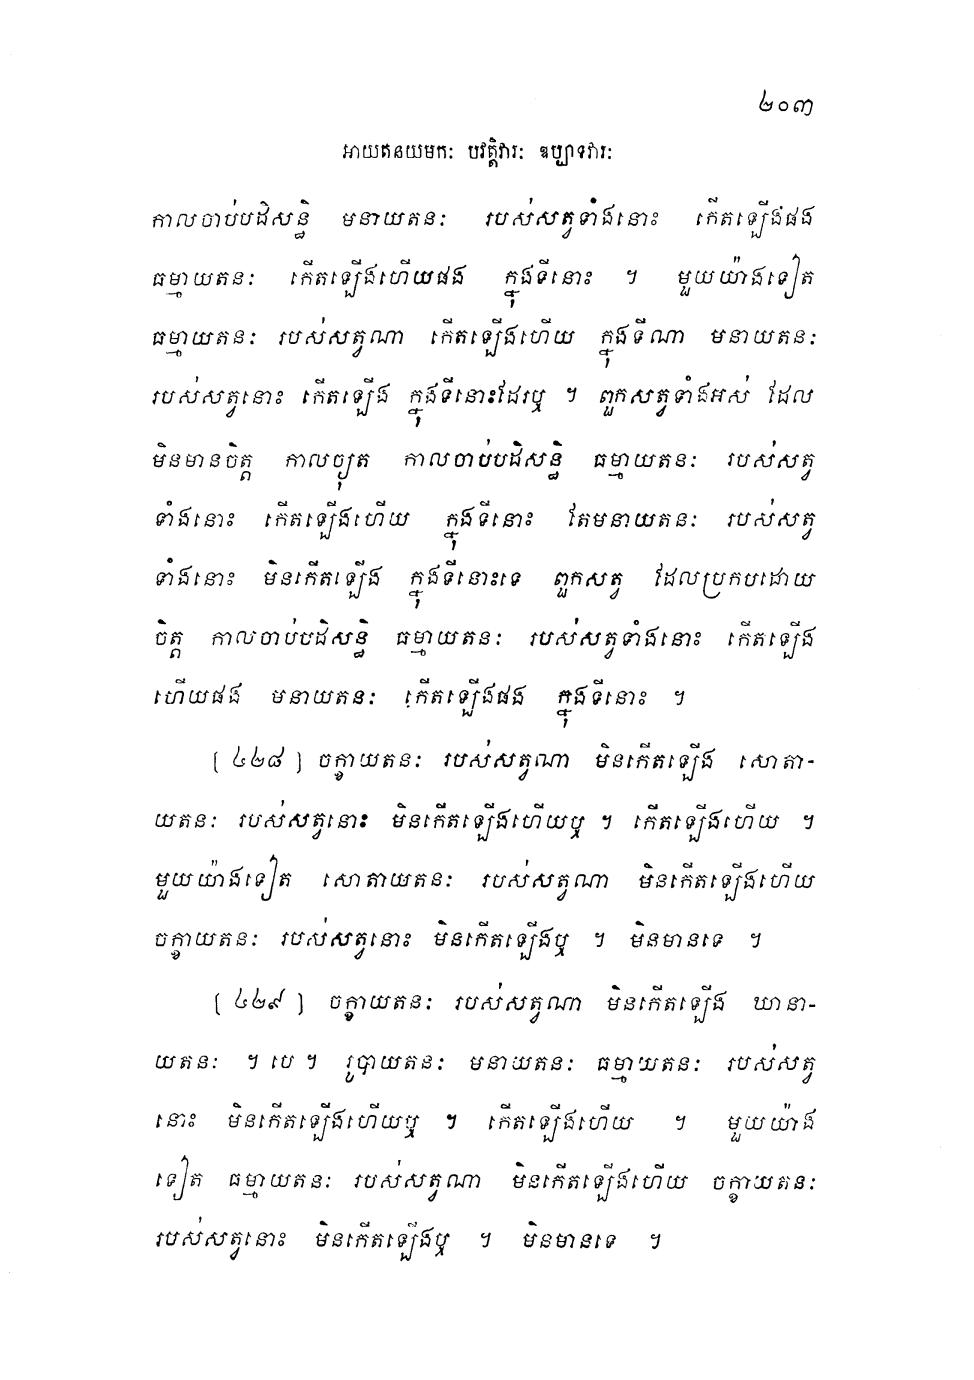 ២០៣
អាយតនយមក: បវត្តិវារ: ឧប្បាទវារ:
កាលចាប់បដិសន្ធិ មនាយតនៈ របស់សត្វទាំងនោះ កើតឡើងផង
ធម្មាយតនៈ កើតឡើងហើយផង ក្នុងទីនោះ ។ មួយយ៉ាងទៀត
ធម្មាយតនៈ របស់សត្វណា កើតឡើងហើយ ក្នុងទីណា មនាយតនៈ
របស់សត្វនោះ កើតឡើង ក្នុងទីនោះដែរឬ ។ ពួកសត្វទាំងអស់ ដែល
មិនមានចិត្ត កាលច្យុត កាលចាប់បដិសន្ធិ ធម្មាយតនៈ របស់សត្វ
ទាំងនោះ កើតឡើងហើយ ក្នុងទីនោះ តែមនាយតនៈ របស់សត្វ
ទាំងនោះ មិនកើតឡើង ក្នុងទីនោះទេ ពួកសត្វ ដែលប្រកបដោយ
ចិត្ត កាលចាប់បដិសន្ធិ ធម្មាយតនៈ របស់សត្វទាំងនោះ កើតឡើង
ហើយផង មនាយតនៈ កើតឡើងផង ក្នុងទីនោះ ។
[ ៤២៨ ] ចក្ខាយតនៈ របស់សត្វណា មិនកើតឡើង សោតា-
យតនៈ របស់សត្វនោះ មិនកើតឡើងហើយឬ ។ កើតឡើងហើយ ។
មួយយ៉ាងទៀត សោតាយតនៈ របស់សត្វណា មិនកើតឡើងហើយ
ចក្ខាយតនៈ របស់សត្វនោះ មិនកើតឡើងឬ ។ មិនមានទេ ។
[ ៤២៩ ] ចក្ខាយតនៈ របស់សត្វណា មិនកើតឡើង ឃានា-
យតនៈ ។ បេ ។ រូបាយតនៈ មនាយតនៈ ធម្មាយតនៈ របស់សត្វ
នោះ មិនកើតឡើងហើយឬ ។ កើតឡើងហើយ ។ មួយយ៉ាង
ទៀត ធម្មាយតនៈ របស់សត្វណា មិនកើតឡើងហើយ ចក្ខាយតនៈ
របស់សត្វនោះ មិនកើតឡើងឬ ។ មិនមានទេ ។